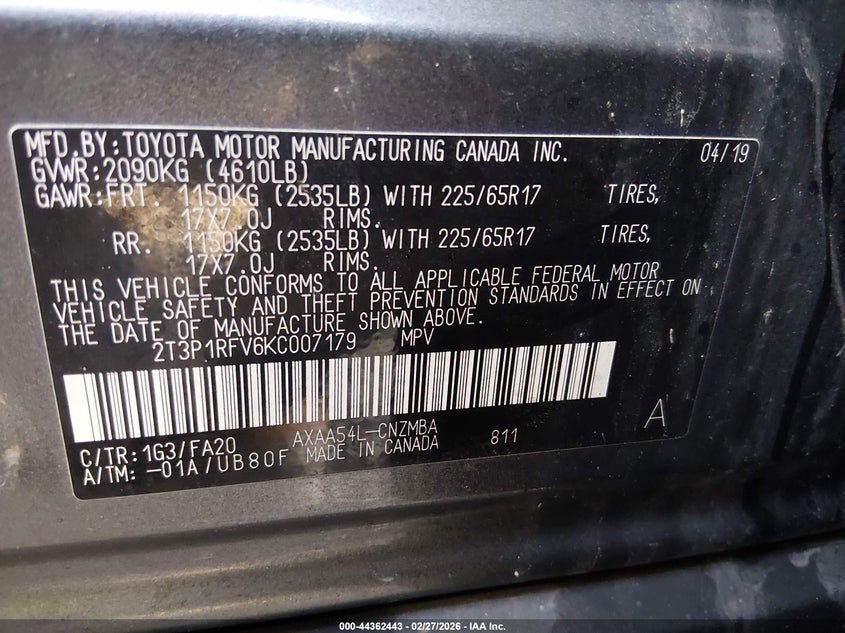 MFD.BY:TOYOTA MOTOR MANUFACTURING CANADA INC. 04/19
GVWR:2090KG (4610LB)
GAWR:FRT. 1150KG (2535LB) WITH 225/65R17 TIRES,
17X7.0J RIMS.
RR. 1150KG (2535LB) WITH 225/65R17 TIRES,
17X7.0J RIMS.
THIS VEHICLE CONFORMS TO ALL APPLICABLE FEDERAL MOTOR
VEHICLE SAFETY AND THEFT PREVENTION STANDARDS IN EFFECT ON
THE DATE OF MANUFACTURE SHOWN ABOVE.
2T3P1RFV6KC007179 MPV
A
C/TR:1G3/FA20 AXAA54L-CNZMBA 811
A/TM:-01A/UB80F MADE IN CANADA
000-44362443 - 02/27/2026 - IAA Inc.